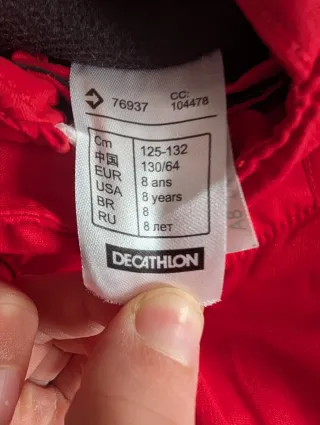 76937 CC: 104478
Cm 125-132
中国 130/64
EUR 8 ans
USA 8 years
BR 8
RU 8 лет
DECATHLON